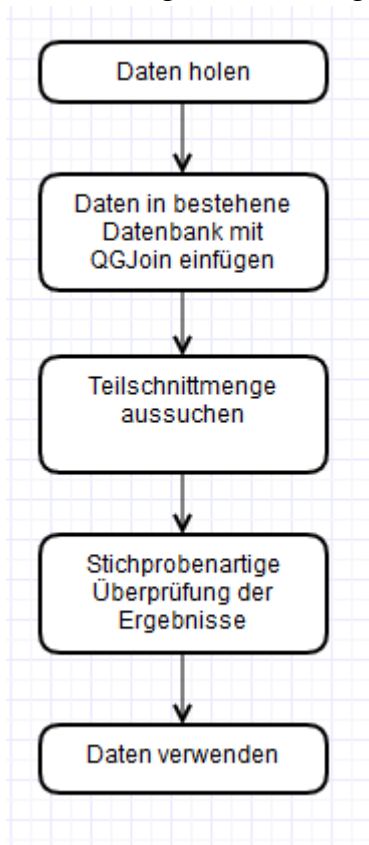 Daten holen
Daten in bestehene
Datenbank mit
QGJoin einfügen
Teilschnittmenge
aussuchen
Stichprobenartige
Überprüfung der
Ergebnisse
Daten verwenden